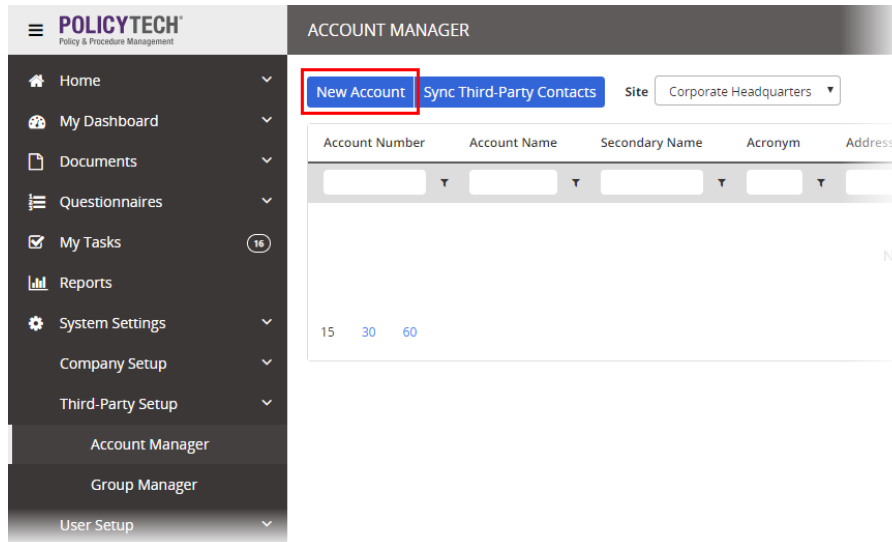 POLICYTECH®
Policy & Procedure Management
ACCOUNT MANAGER
Home
My Dashboard
Documents
Questionnaires
My Tasks 16
Reports
System Settings
Company Setup
Third-Party Setup
Account Manager
Group Manager
User Setup
New Account Sync Third-Party Contacts Site Corporate Headquarters
Account Number Account Name Secondary Name Acronym Address
N
15 30 60